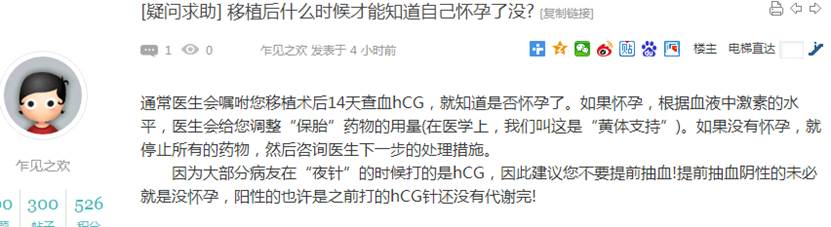 [疑问求助] 移植后什么时候才能知道自己怀孕了没? [复制链接]
1 0 乍见之欢 发表于 4 小时前 楼主 电梯直达
通常医生会嘱咐您移植术后14天查血hCG，就知道是否怀孕了。如果怀孕，根据血液中激素的水
平，医生会给您调整“保胎”药物的用量(在医学上，我们叫这是“黄体支持”)。如果没有怀孕，就
停止所有的药物，然后咨询医生下一步的处理措施。
因为大部分病友在“夜针”的时候打的是hCG，因此建议您不要提前抽血!提前抽血阴性的未必
就是没怀孕，阳性的也许是之前打的hCG针还没有代谢完!
乍见之欢
300 526
帖子 积分